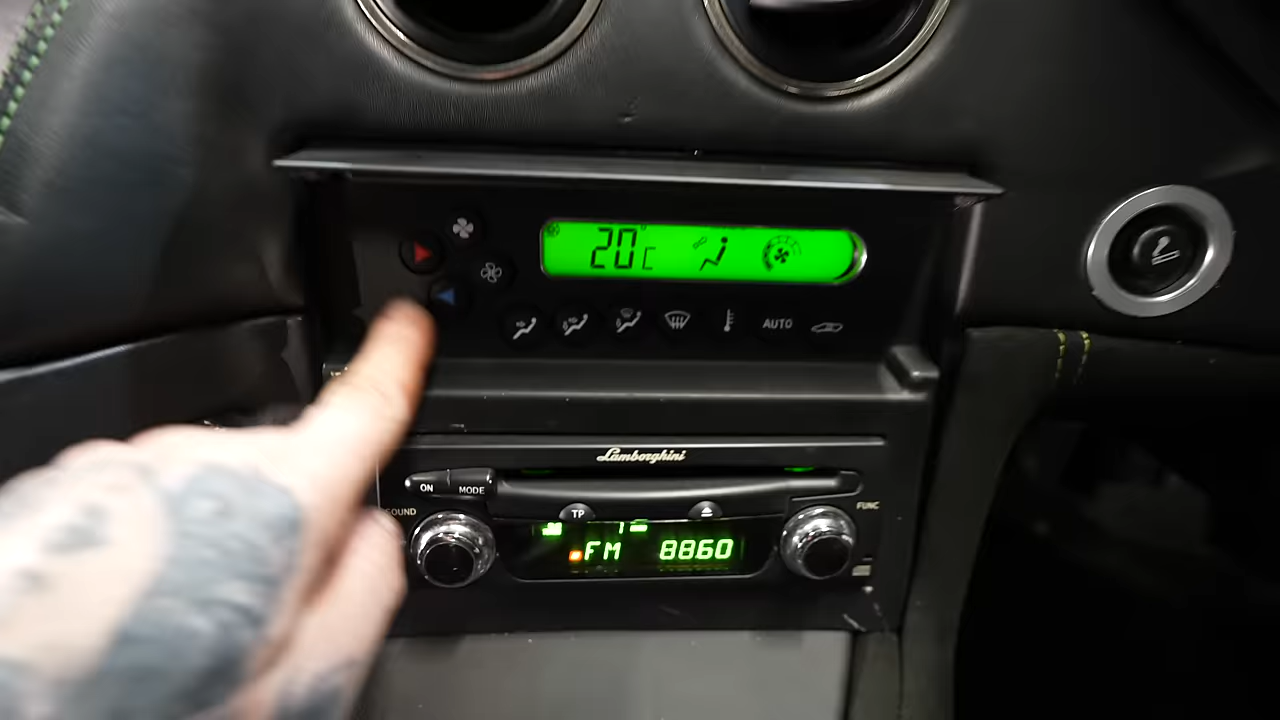 20°C
AUTO
Lamborghini
ON MODE
TP
SOUND
FUNC
FM 8860